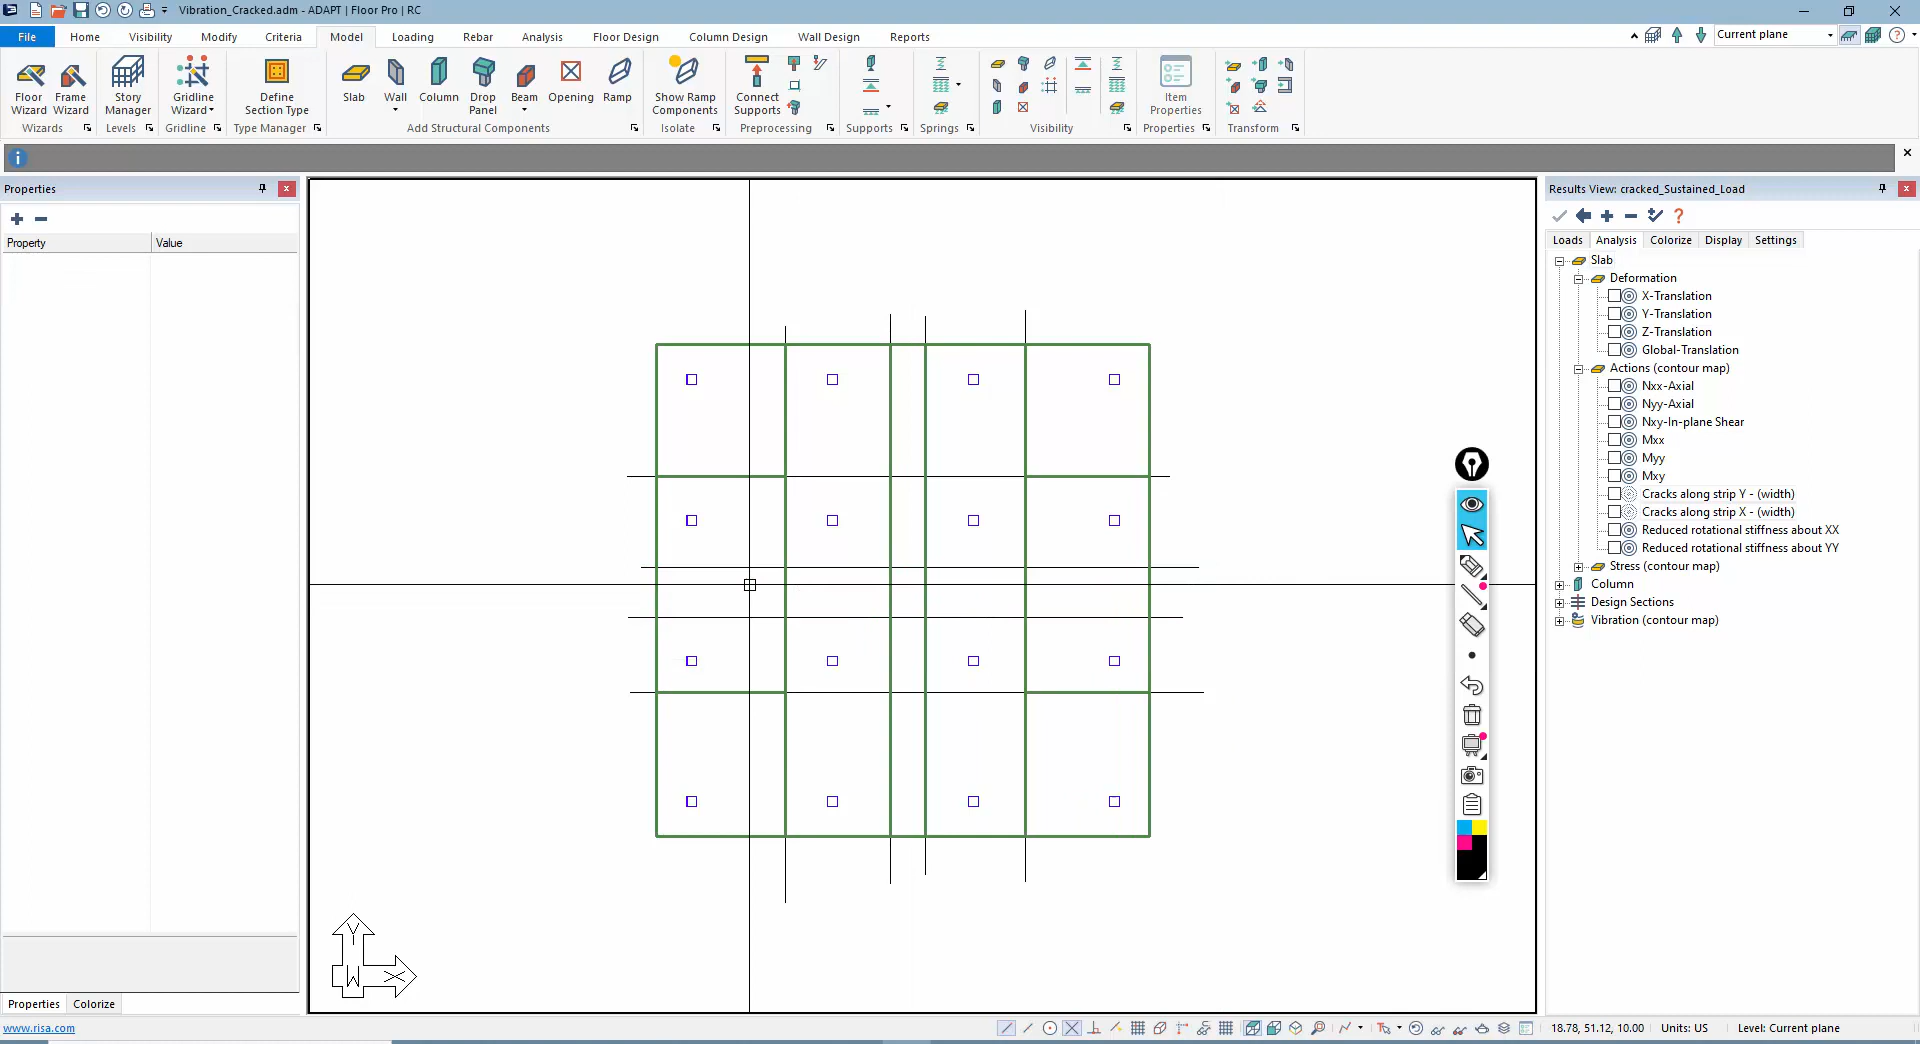 Vibration_Cracked.adm - ADAPT | Floor Pro | RC
File Home Visibility Modify Criteria Model Loading Rebar Analysis Floor Design Column Design Wall Design Reports Current plane
Floor Wizard
Frame Wizard
Story Manager
Gridline Wizard
Define Section Type
Slab
Wall
Column
Drop Panel
Beam
Opening
Ramp
Show Ramp Components
Connect Supports
Item Properties
Wizards Levels Gridline Type Manager Add Structural Components Isolate Preprocessing Supports Springs Visibility Properties Transform
Properties
Property Value
Results View: cracked_Sustained_Load
Loads Analysis Colorize Display Settings
Slab
Deformation
X-Translation
Y-Translation
Z-Translation
Global-Translation
Actions (contour map)
Nxx-Axial
Nyy-Axial
Nxy-In-plane Shear
Mxx
Myy
Mxy
Cracks along strip Y - (width)
Cracks along strip X - (width)
Reduced rotational stiffness about XX
Reduced rotational stiffness about YY
Stress (contour map)
Column
Design Sections
Vibration (contour map)
Y
W X
Properties Colorize
www.risa.com
18.78, 51.12, 10.00 Units: US Level: Current plane